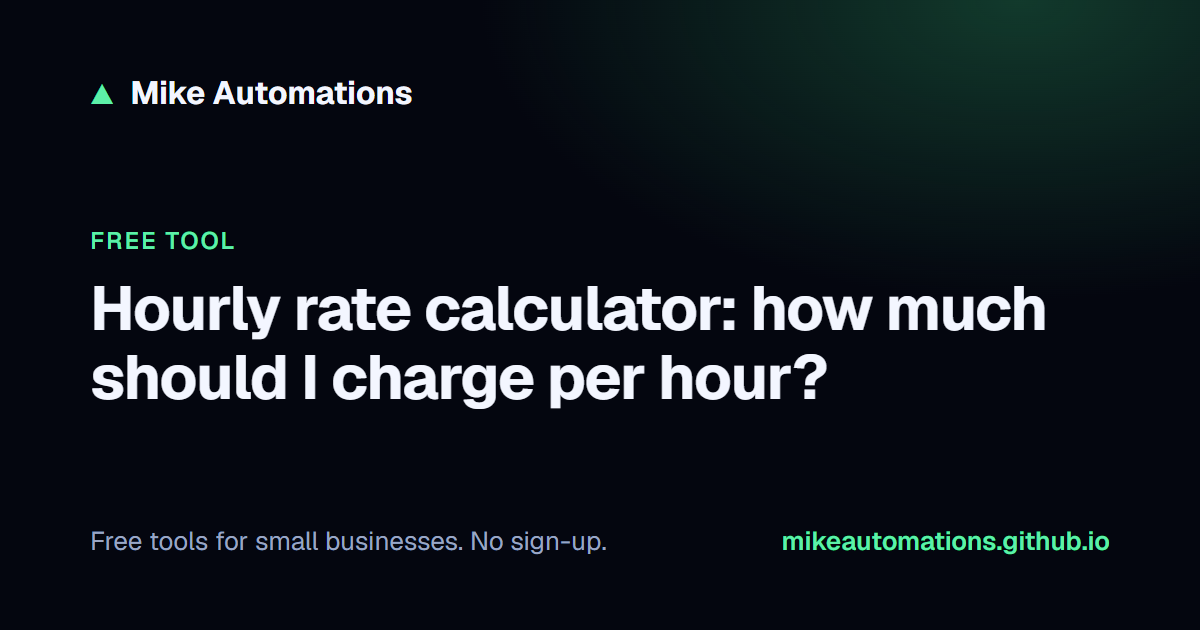 Mike Automations
FREE TOOL
Hourly rate calculator: how much
should I charge per hour?
Free tools for small businesses. No sign-up.
mikeautomations.github.io